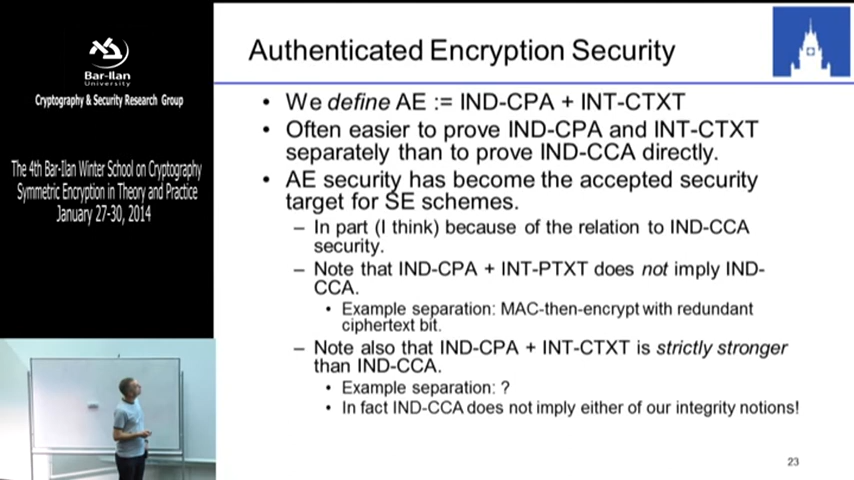 Bar-Ilan
University
Cryptography & Security Research Group
The 4th Bar-Ilan Winter School on Cryptography
Symmetric Encryption in Theory and Practice
January 27-30, 2014
Authenticated Encryption Security
• We define AE := IND-CPA + INT-CTXT
• Often easier to prove IND-CPA and INT-CTXT
separately than to prove IND-CCA directly.
• AE security has become the accepted security
target for SE schemes.
– In part (I think) because of the relation to IND-CCA
security.
– Note that IND-CPA + INT-PTXT does not imply IND-
CCA.
• Example separation: MAC-then-encrypt with redundant
ciphertext bit.
– Note also that IND-CPA + INT-CTXT is strictly stronger
than IND-CCA.
• Example separation: ?
• In fact IND-CCA does not imply either of our integrity notions!
23